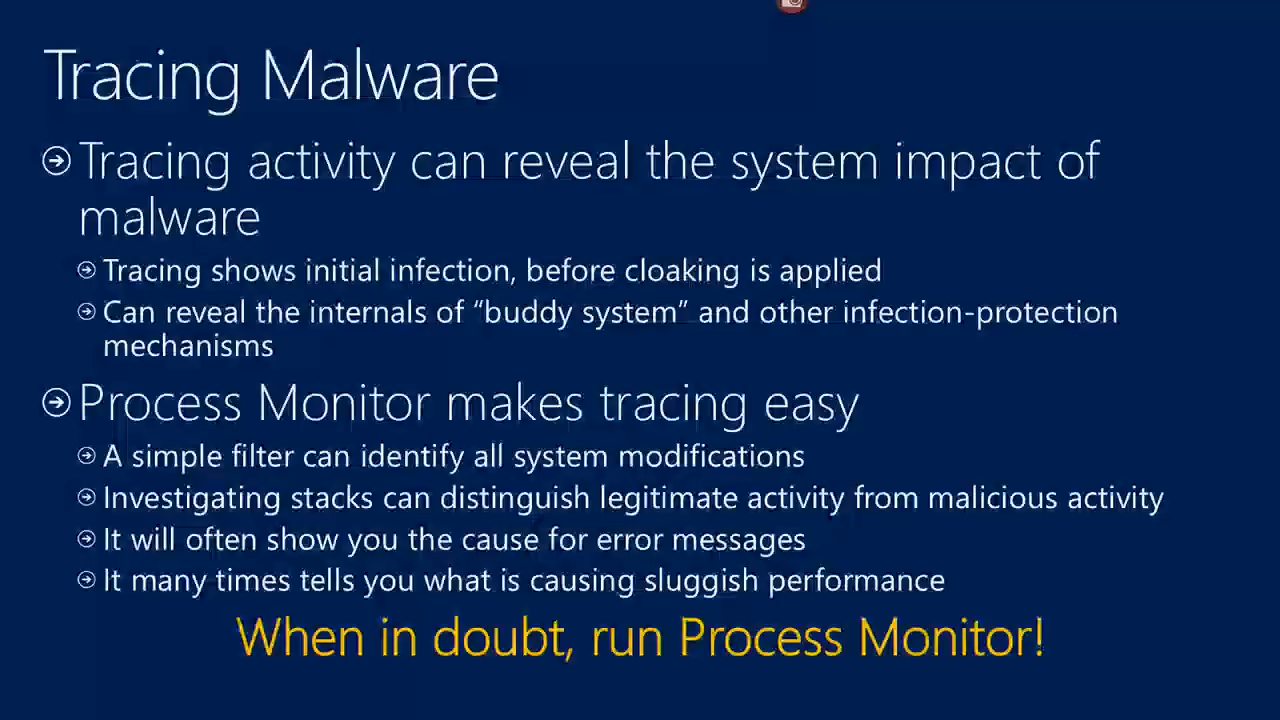 Tracing Malware
Tracing activity can reveal the system impact of
malware
Tracing shows initial infection, before cloaking is applied
Can reveal the internals of “buddy system” and other infection-protection
mechanisms
Process Monitor makes tracing easy
A simple filter can identify all system modifications
Investigating stacks can distinguish legitimate activity from malicious activity
It will often show you the cause for error messages
It many times tells you what is causing sluggish performance
When in doubt, run Process Monitor!